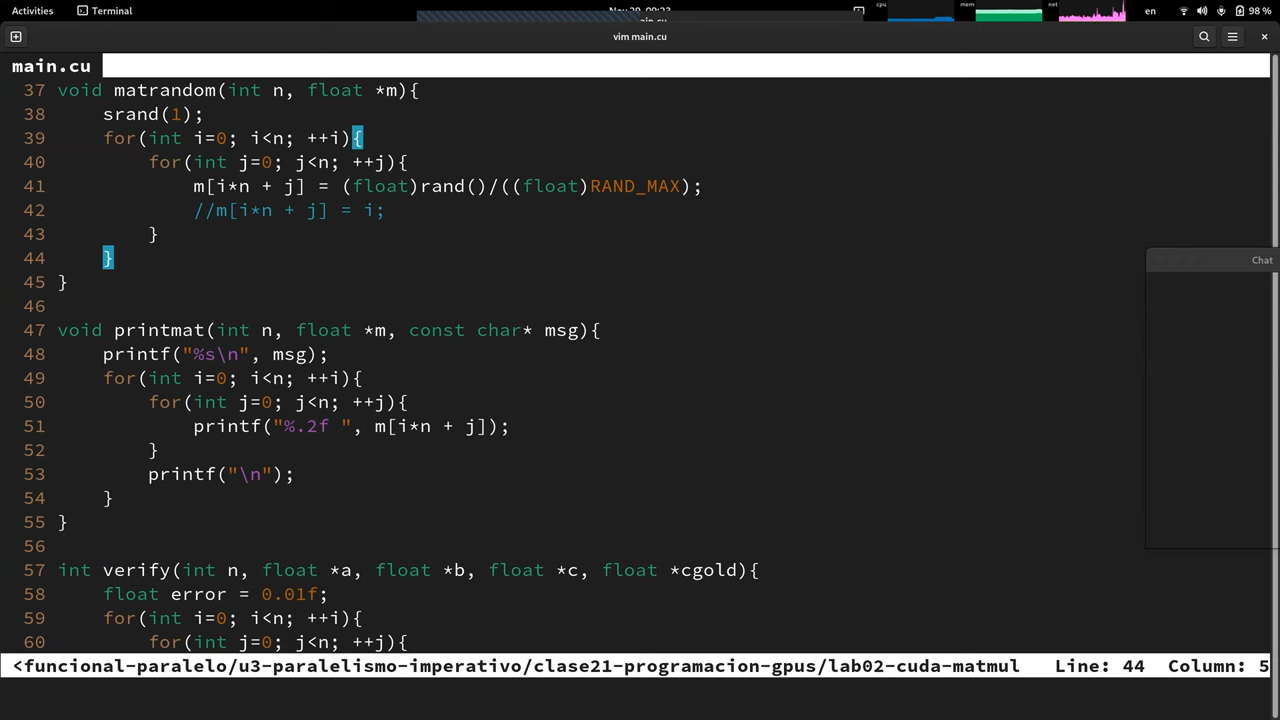 Activities Terminal cpu mem net en 98 %
vim main.cu
main.cu
37 void matrandom(int n, float *m){
38     srand(1);
39     for(int i=0; i<n; ++i){
40         for(int j=0; j<n; ++j){
41             m[i*n + j] = (float)rand()/((float)RAND_MAX);
42             //m[i*n + j] = i;
43         }
44     }
45 }
46
47 void printmat(int n, float *m, const char* msg){
48     printf("%s\n", msg);
49     for(int i=0; i<n; ++i){
50         for(int j=0; j<n; ++j){
51             printf("%.2f ", m[i*n + j]);
52         }
53         printf("\n");
54     }
55 }
56
57 int verify(int n, float *a, float *b, float *c, float *cgold){
58     float error = 0.01f;
59     for(int i=0; i<n; ++i){
60         for(int j=0; j<n; ++j){
Chat
<funcional-paralelo/u3-paralelismo-imperativo/clase21-programacion-gpus/lab02-cuda-matmul Line: 44 Column: 5